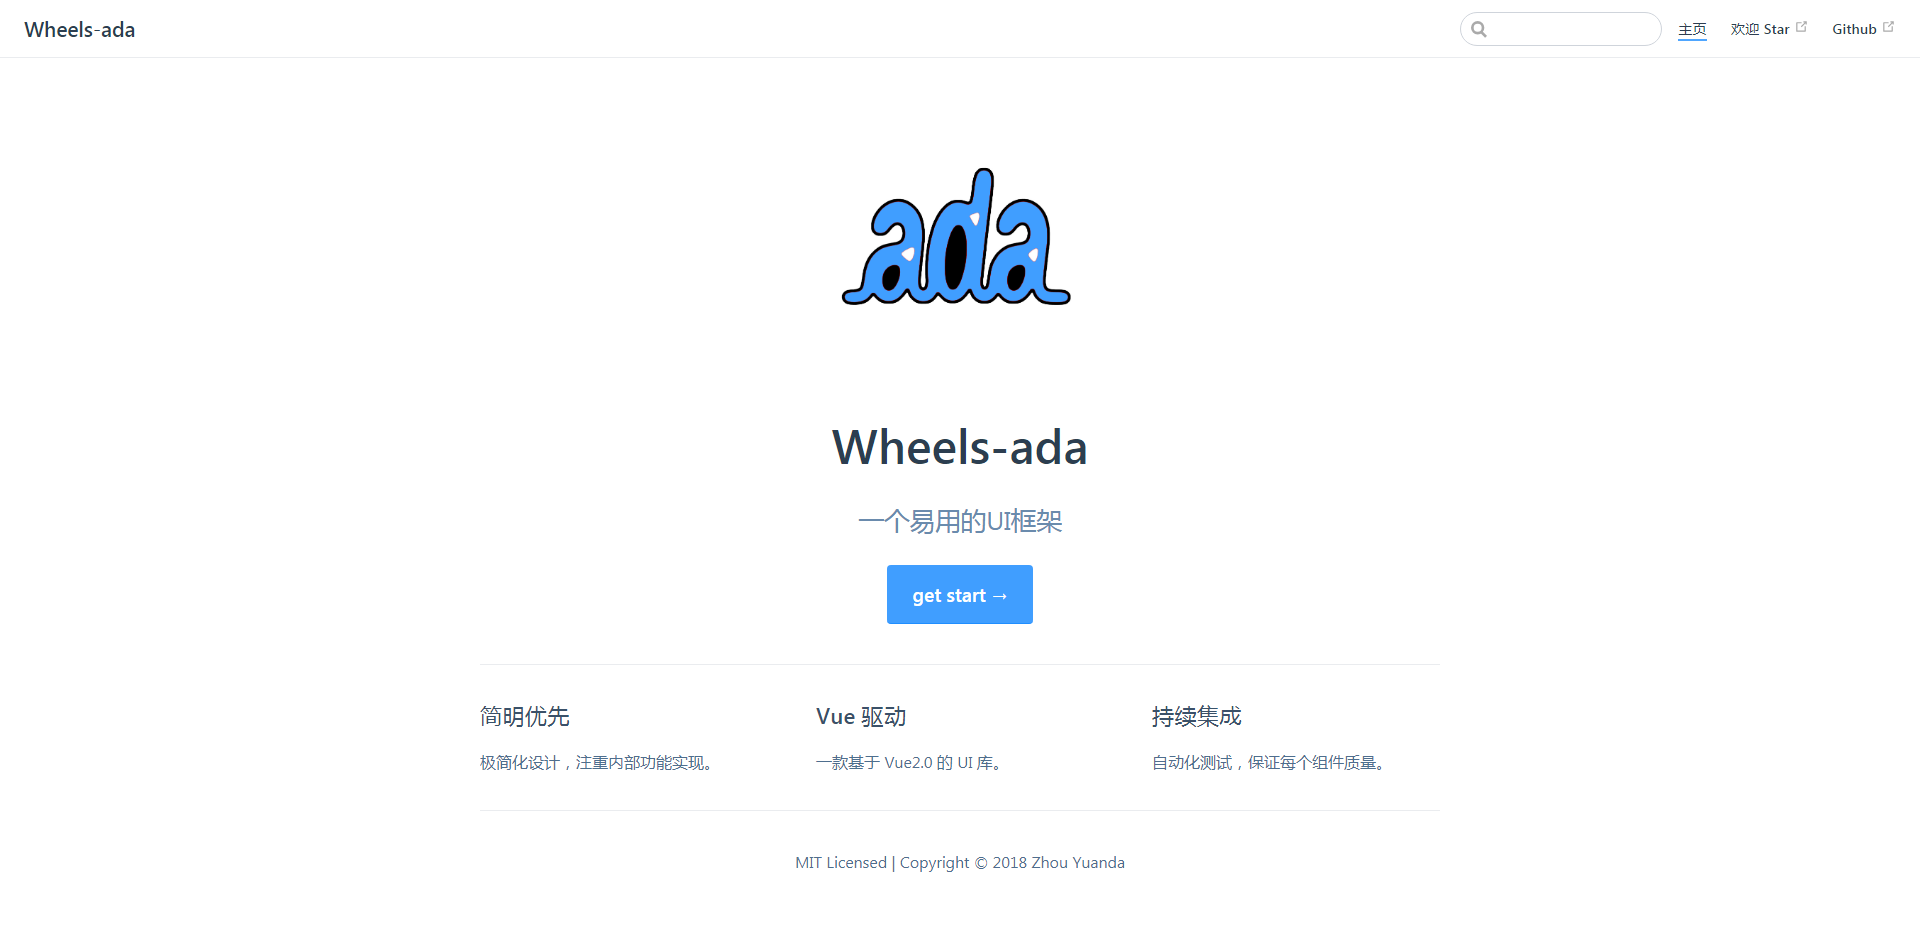 Wheels-ada
主页 欢迎 Star Github
ada
Wheels-ada
一个易用的UI框架
get start →
简明优先
极简化设计，注重内部功能实现。
Vue 驱动
一款基于 Vue2.0 的 UI 库。
持续集成
自动化测试，保证每个组件质量。
MIT Licensed | Copyright © 2018 Zhou Yuanda